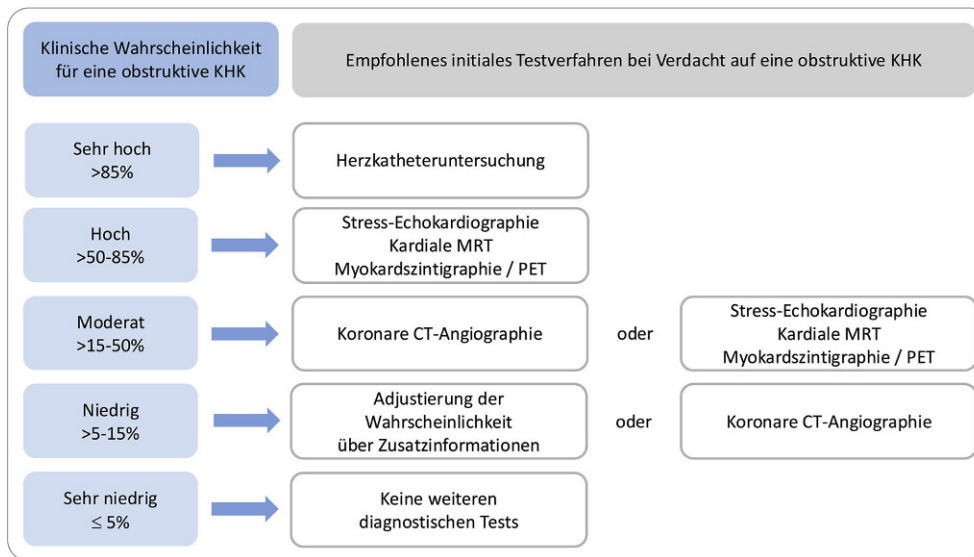 Klinische Wahrscheinlichkeit
für eine obstruktive KHK
Empfohlenes initiales Testverfahren bei Verdacht auf eine obstruktive KHK
Sehr hoch
>85%
Herzkatheteruntersuchung
Hoch
>50-85%
Stress-Echokardiographie
Kardiale MRT
Myokardszintigraphie / PET
Moderat
>15-50%
Koronare CT-Angiographie
oder
Stress-Echokardiographie
Kardiale MRT
Myokardszintigraphie / PET
Niedrig
>5-15%
Adjustierung der
Wahrscheinlichkeit
über Zusatzinformationen
oder
Koronare CT-Angiographie
Sehr niedrig
≤ 5%
Keine weiteren
diagnostischen Tests